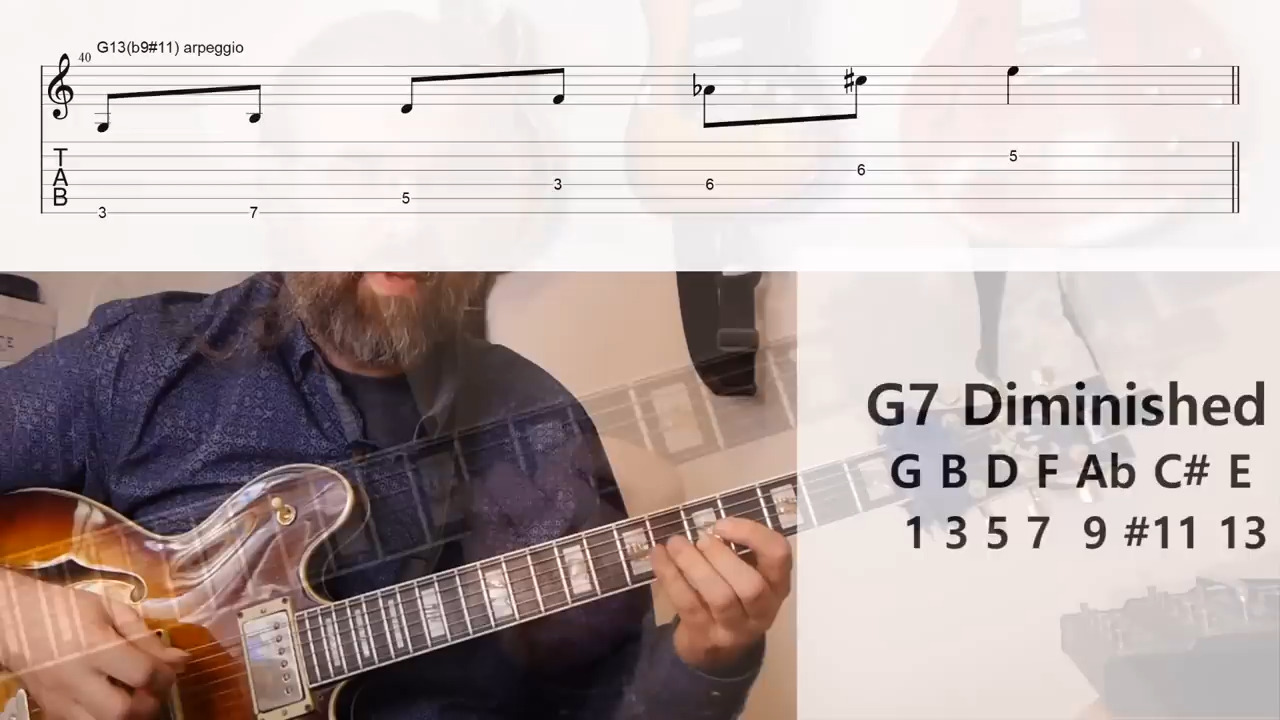 G13(b9#11) arpeggio
40
T
A
B
3 7 5 3 6 6 5
G7 Diminished
G B D F Ab C# E
1 3 5 7 9 #11 13